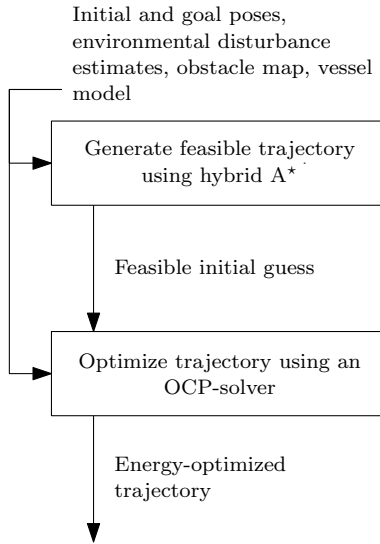 Initial and goal poses,
environmental disturbance
estimates, obstacle map, vessel
model
Generate feasible trajectory
using hybrid A⋆
Feasible initial guess
Optimize trajectory using an
OCP-solver
Energy-optimized
trajectory